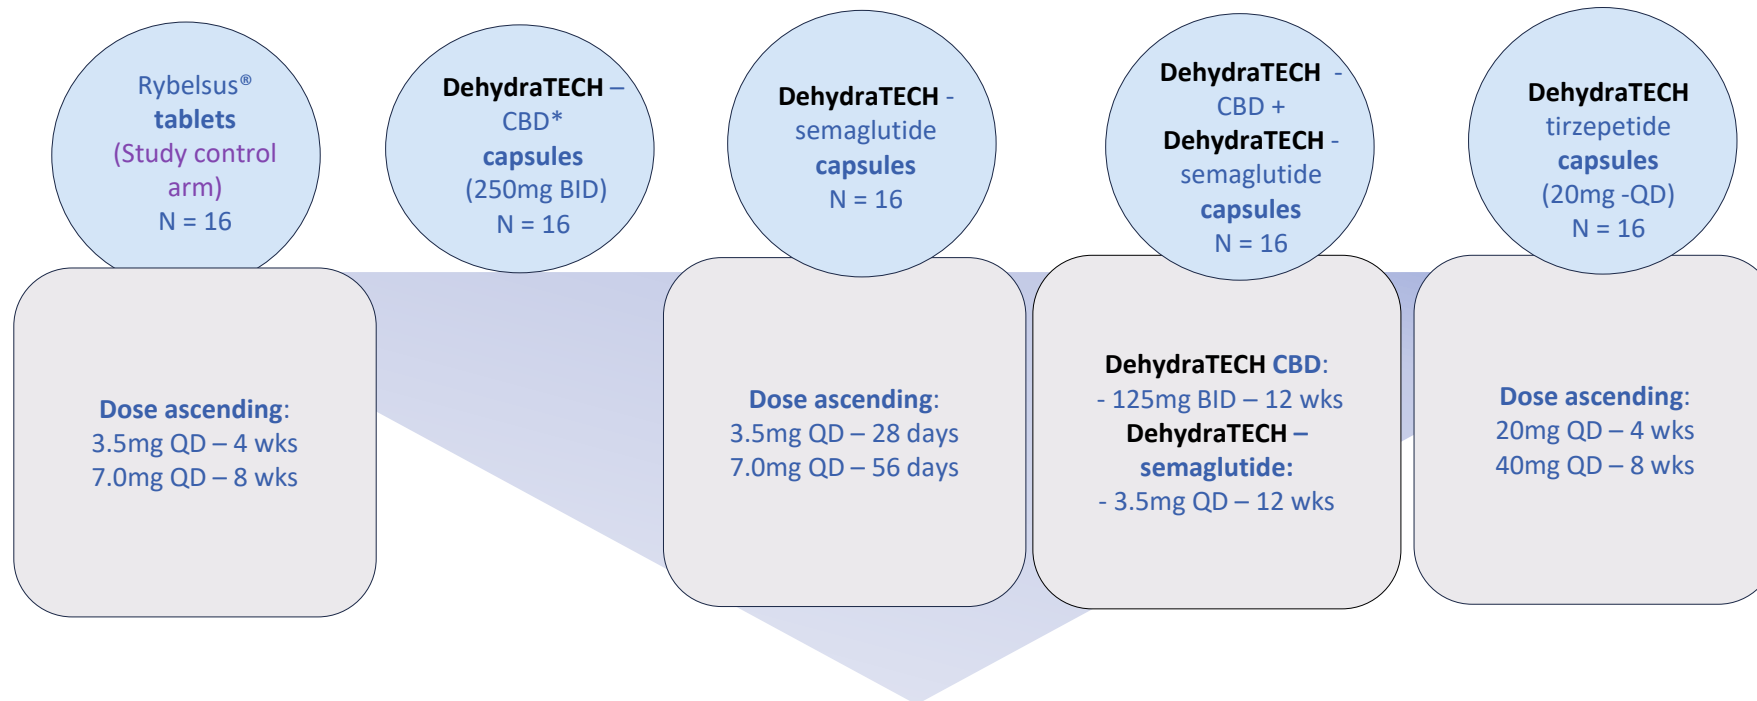 Rybelsus®
tablets
(Study control
arm)
N = 16
DehydraTECH –
CBD*
capsules
(250mg BID)
N = 16
DehydraTECH -
semaglutide
capsules
N = 16
DehydraTECH -
CBD +
DehydraTECH -
semaglutide
capsules
N = 16
DehydraTECH
tirzepetide
capsules
(20mg -QD)
N = 16
Dose ascending:
3.5mg QD – 4 wks
7.0mg QD – 8 wks
Dose ascending:
3.5mg QD – 28 days
7.0mg QD – 56 days
DehydraTECH CBD:
- 125mg BID – 12 wks
DehydraTECH –
semaglutide:
- 3.5mg QD – 12 wks
Dose ascending:
20mg QD – 4 wks
40mg QD – 8 wks